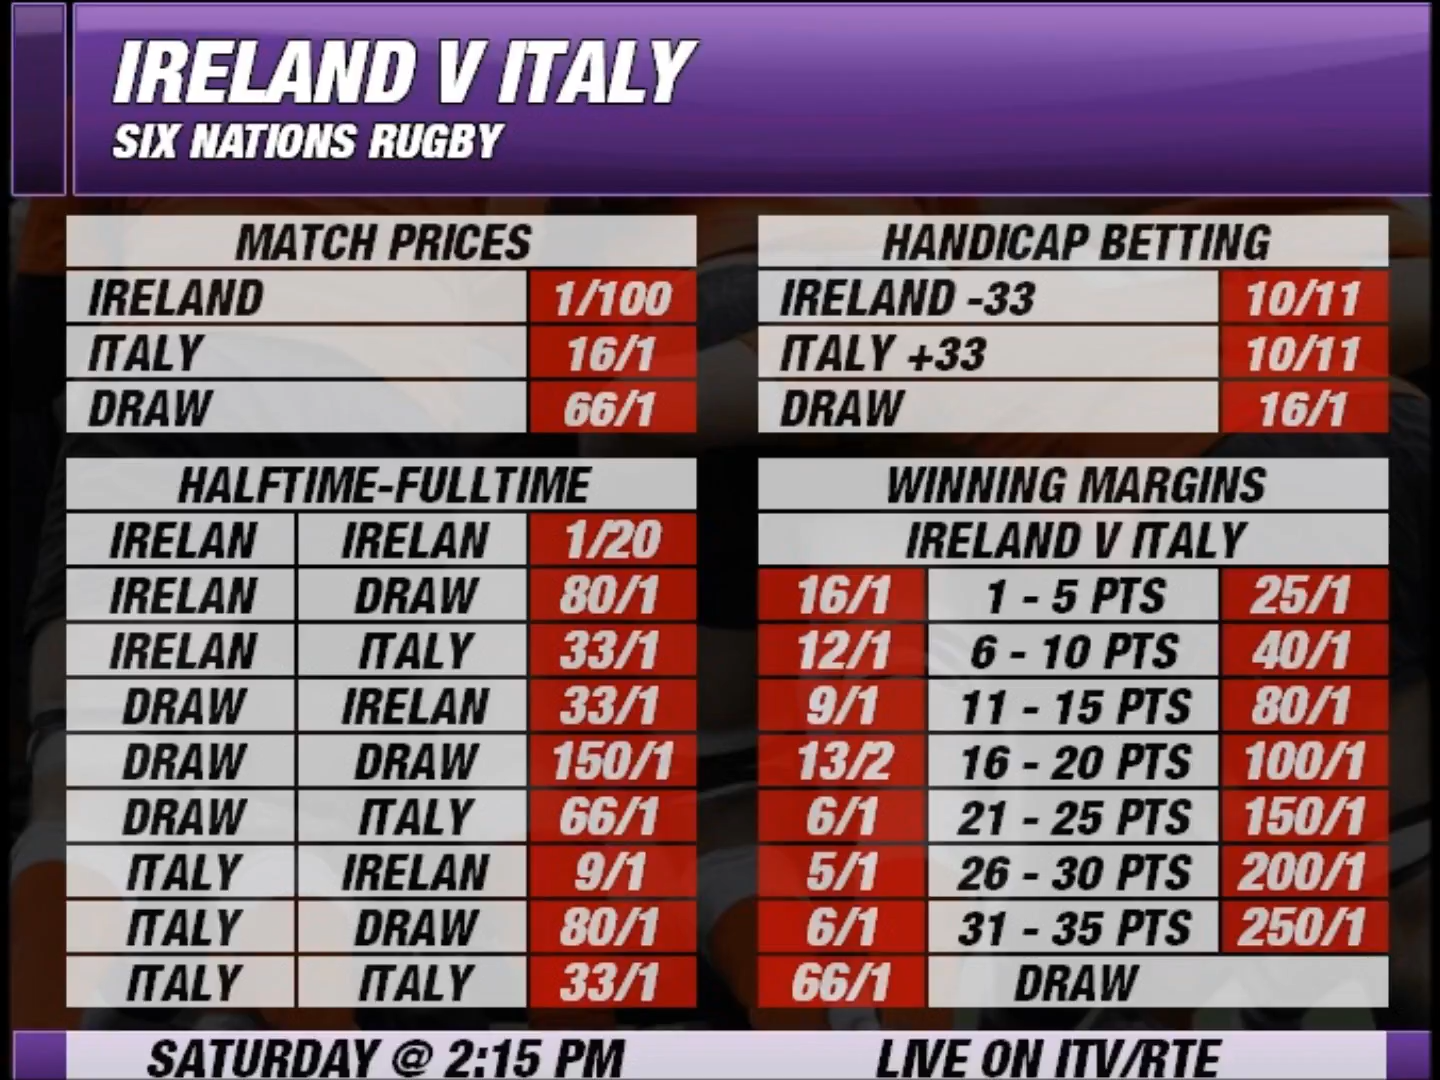 IRELAND V ITALY
SIX NATIONS RUGBY
MATCH PRICES
IRELAND 1/100
ITALY 16/1
DRAW 66/1
HANDICAP BETTING
IRELAND -33 10/11
ITALY +33 10/11
DRAW 16/1
HALFTIME-FULLTIME
IRELAN IRELAN 1/20
IRELAN DRAW 80/1
IRELAN ITALY 33/1
DRAW IRELAN 33/1
DRAW DRAW 150/1
DRAW ITALY 66/1
ITALY IRELAN 9/1
ITALY DRAW 80/1
ITALY ITALY 33/1
WINNING MARGINS
IRELAND V ITALY
16/1 1 - 5 PTS 25/1
12/1 6 - 10 PTS 40/1
9/1 11 - 15 PTS 80/1
13/2 16 - 20 PTS 100/1
6/1 21 - 25 PTS 150/1
5/1 26 - 30 PTS 200/1
6/1 31 - 35 PTS 250/1
66/1 DRAW
SATURDAY @ 2:15 PM LIVE ON ITV/RTE